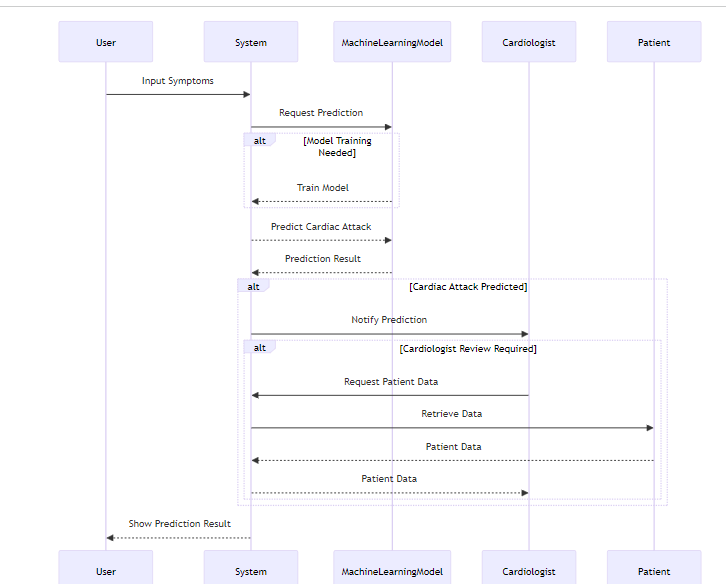 User System MachineLearningModel Cardiologist Patient
Input Symptoms
Request Prediction
alt [Model Training
Needed]
Train Model
Predict Cardiac Attack
Prediction Result
alt [Cardiac Attack Predicted]
Notify Prediction
alt [Cardiologist Review Required]
Request Patient Data
Retrieve Data
Patient Data
Patient Data
Show Prediction Result
User System MachineLearningModel Cardiologist Patient